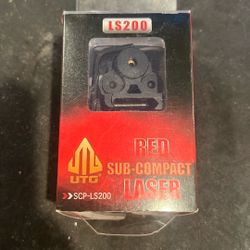 LS200
UTG
RED
SUB-COMPACT
LASER
SCP-LS200